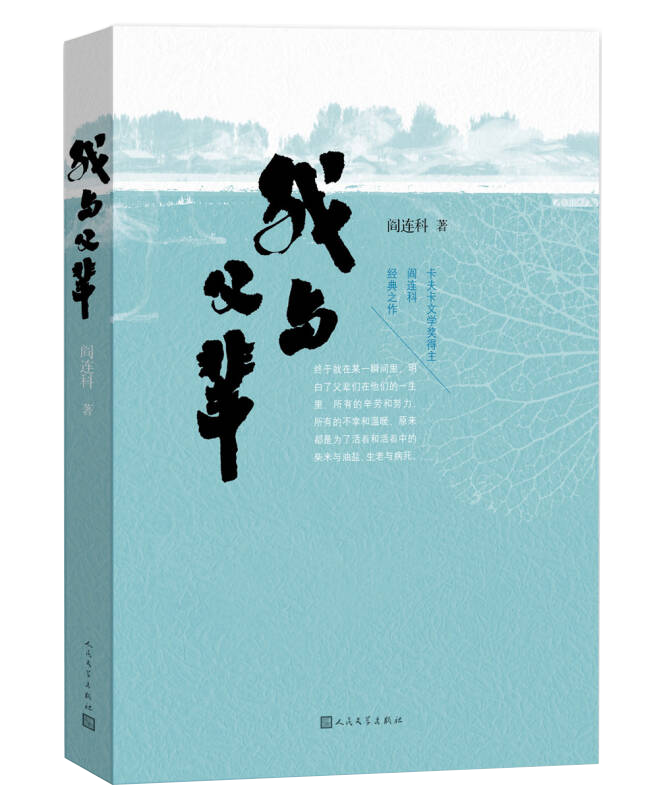 我与父辈
阎连科 著
人民文学出版社
我与父辈
阎连科 著
卡夫卡文学奖得主
阎连科
经典之作
终于就在某一瞬间里，明
白了父辈们在他们的一生
里，所有的辛劳和努力，
所有的不幸和温暖，原来
都是为了活着和活着中的
柴米与油盐、生老与病死。
人民文学出版社